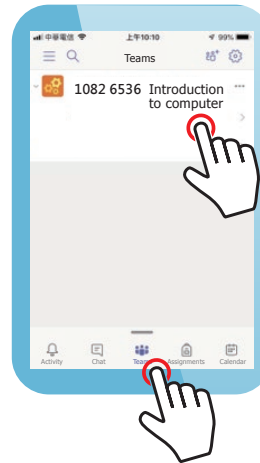 中華電信 上午10:10 99%
Teams
1082 6536 Introduction
to computer
Activity Chat Teams Assignments Calendar